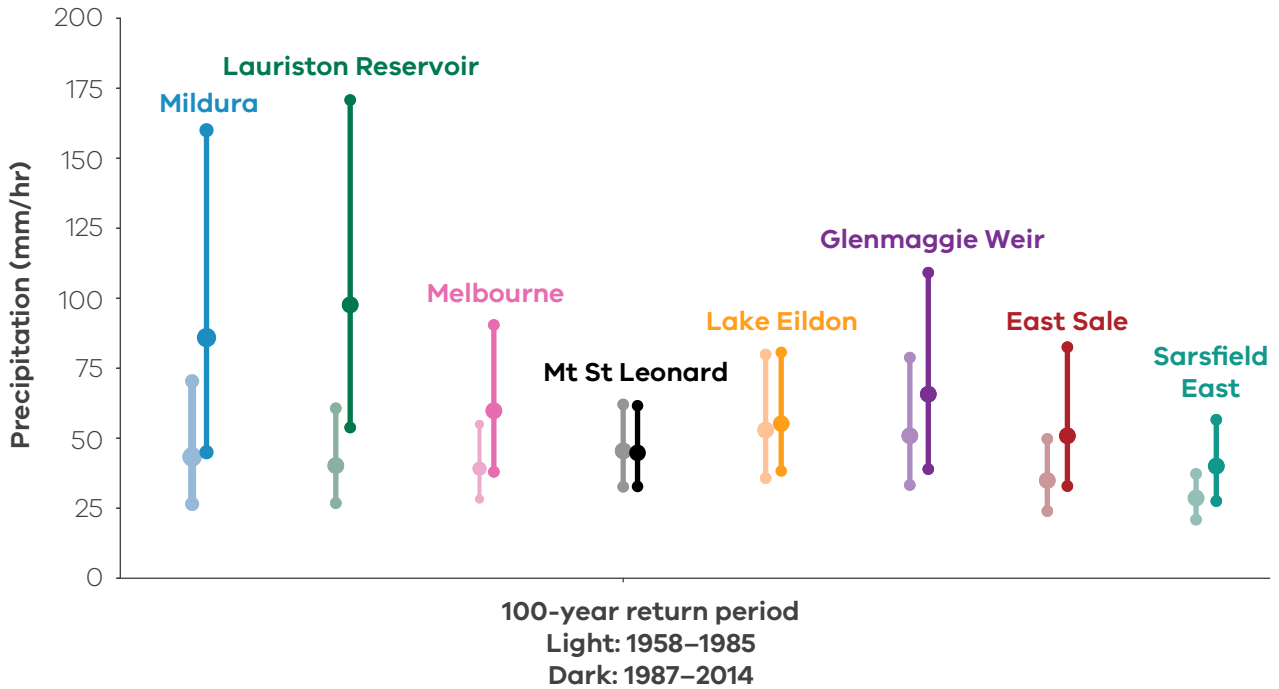 Precipitation (mm/hr)
200
175
150
125
100
75
50
25
0
Mildura
Lauriston Reservoir
Melbourne
Mt St Leonard
Lake Eildon
Glenmaggie Weir
East Sale
Sarsfield
East
100-year return period
Light: 1958–1985
Dark: 1987–2014